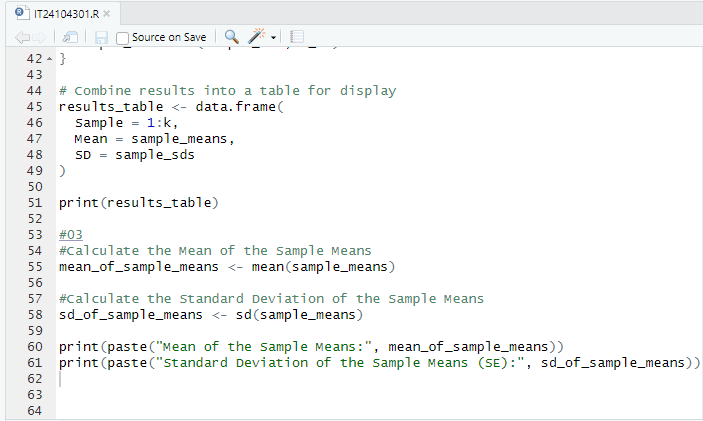 IT24104301.R
Source on Save
42 }
43
44 # Combine results into a table for display
45 results_table <- data.frame(
46   Sample = 1:k,
47   Mean = sample_means,
48   SD = sample_sds
49 )
50
51 print(results_table)
52
53 #03
54 #Calculate the Mean of the Sample Means
55 mean_of_sample_means <- mean(sample_means)
56
57 #Calculate the Standard Deviation of the Sample Means
58 sd_of_sample_means <- sd(sample_means)
59
60 print(paste("Mean of the Sample Means:", mean_of_sample_means))
61 print(paste("Standard Deviation of the Sample Means (SE):", sd_of_sample_means))
62
63
64